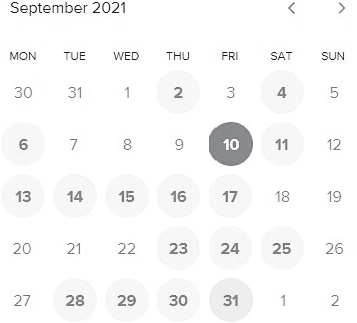 September 2021
MON TUE WED THU FRI SAT SUN
30 31 1 2 3 4 5
6 7 8 9 10 11 12
13 14 15 16 17 18 19
20 21 22 23 24 25 26
27 28 29 30 31 1 2